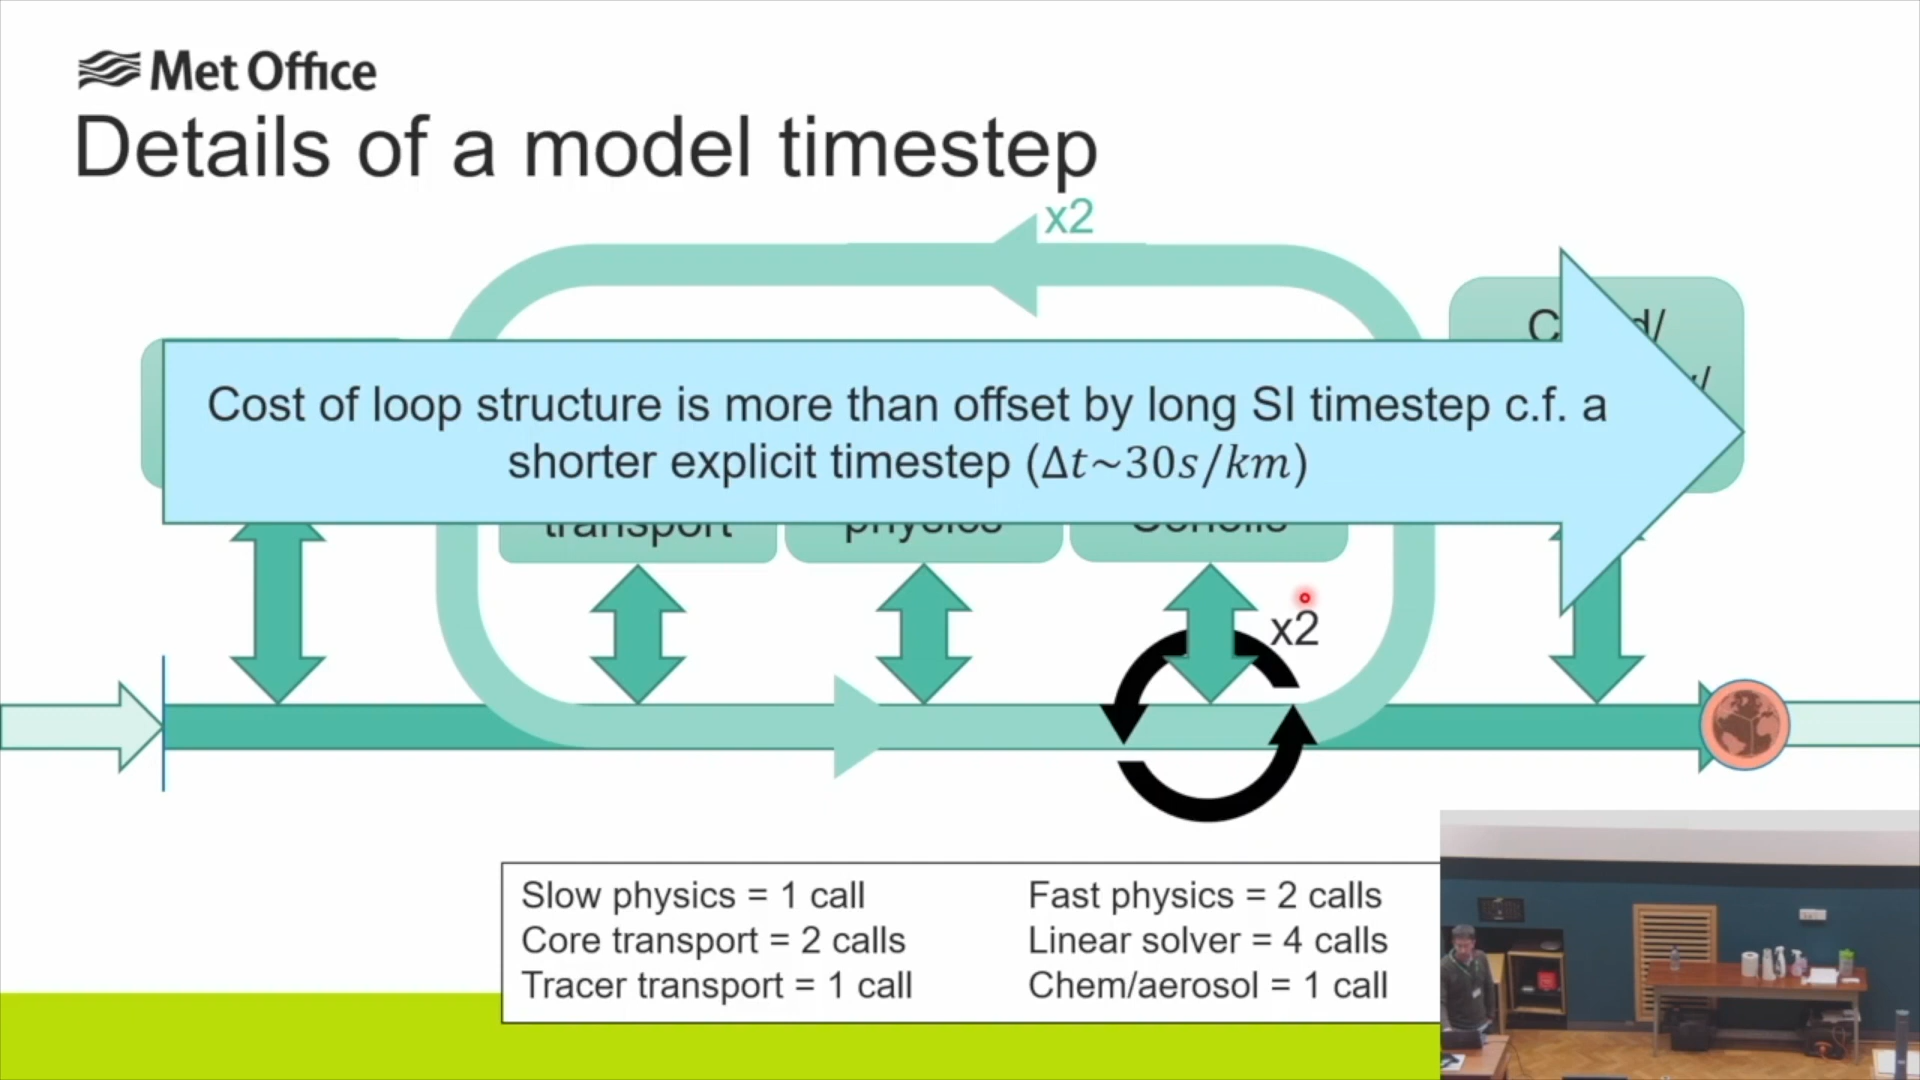 Met Office
Details of a model timestep
x2
Cost of loop structure is more than offset by long SI timestep c.f. a
shorter explicit timestep (Δt~30s/km)
transport
physics
x2
Slow physics = 1 call
Core transport = 2 calls
Tracer transport = 1 call
Fast physics = 2 calls
Linear solver = 4 calls
Chem/aerosol = 1 call